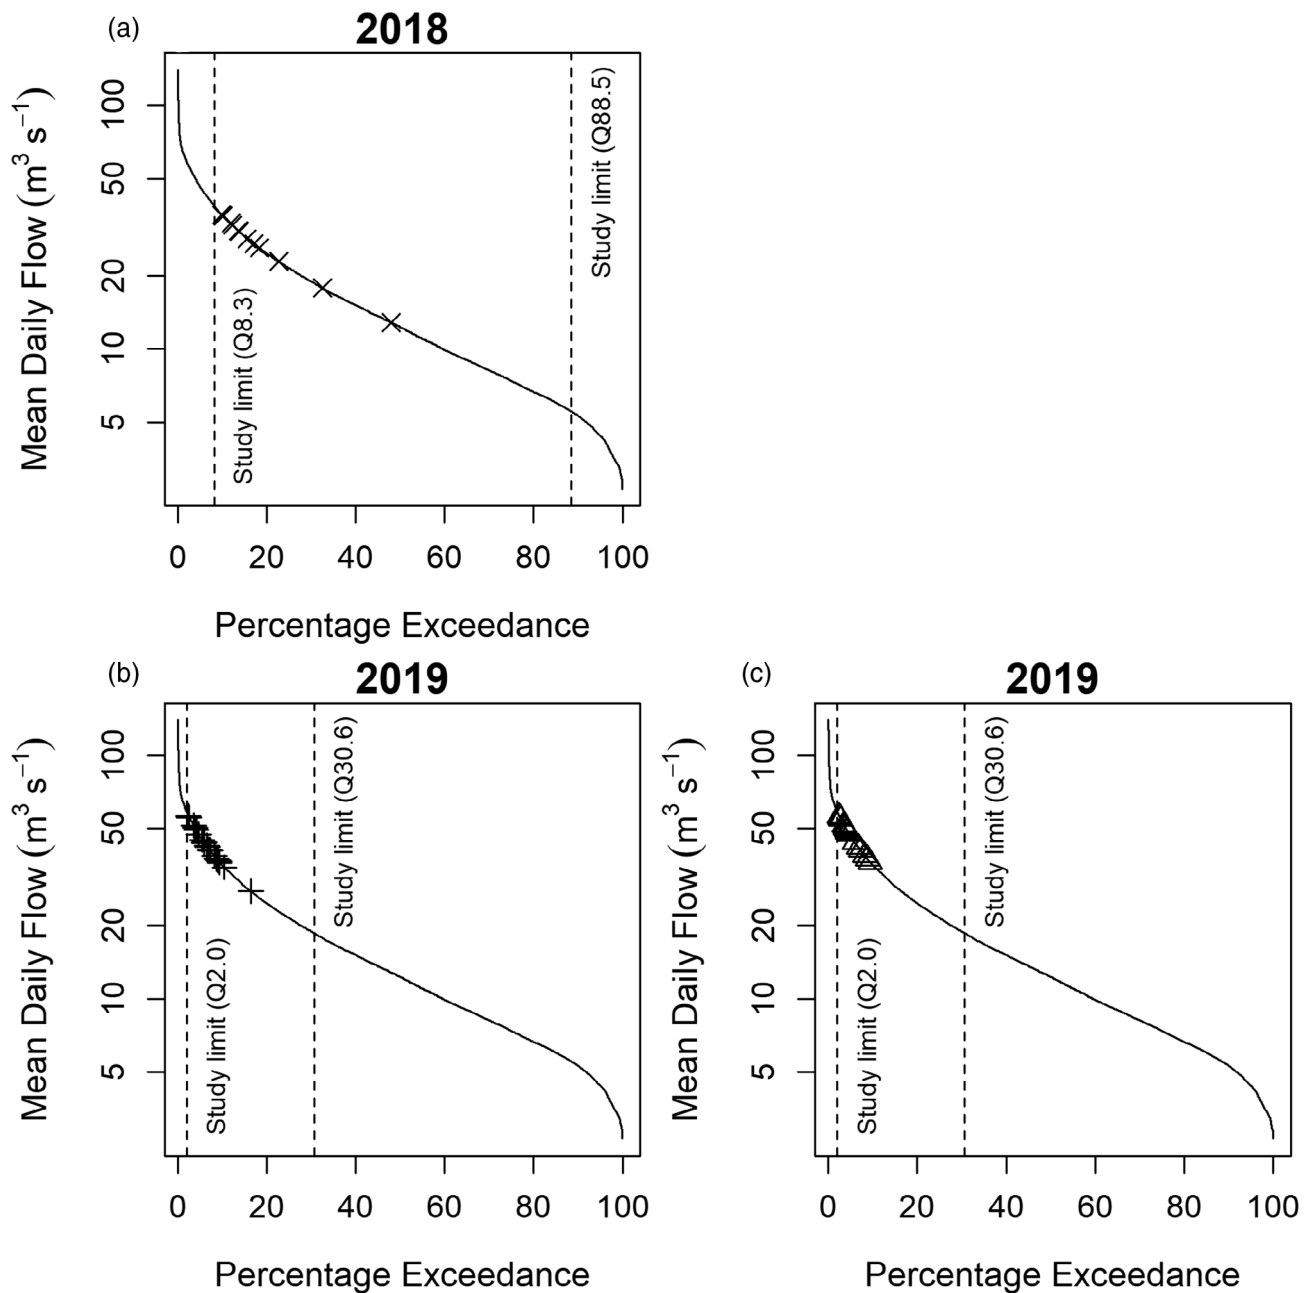 (a)
2018
Mean Daily Flow (m³ s⁻¹)
100
50
20
10
5
Study limit (Q8.3)
Study limit (Q88.5)
0 20 40 60 80 100
Percentage Exceedance
(b)
2019
Mean Daily Flow (m³ s⁻¹)
100
50
20
10
5
Study limit (Q2.0)
Study limit (Q30.6)
0 20 40 60 80 100
Percentage Exceedance
(c)
2019
Mean Daily Flow (m³ s⁻¹)
100
50
20
10
5
Study limit (Q2.0)
Study limit (Q30.6)
0 20 40 60 80 100
Percentage Exceedance